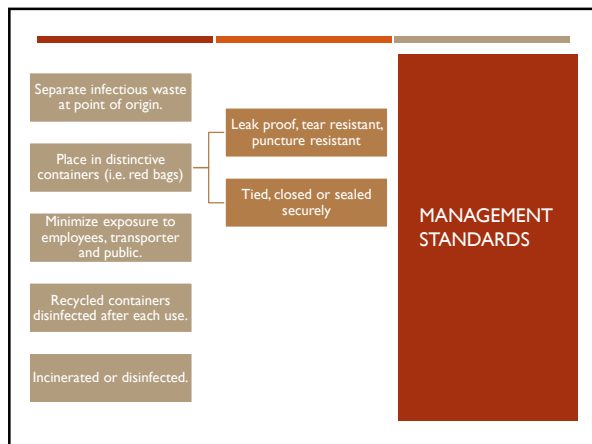 Separate infectious waste
at point of origin.
Place in distinctive
containers (i.e. red bags)
Leak proof, tear resistant,
puncture resistant
Tied, closed or sealed
securely
Minimize exposure to
employees, transporter
and public.
Recycled containers
disinfected after each use.
Incinerated or disinfected.
MANAGEMENT
STANDARDS